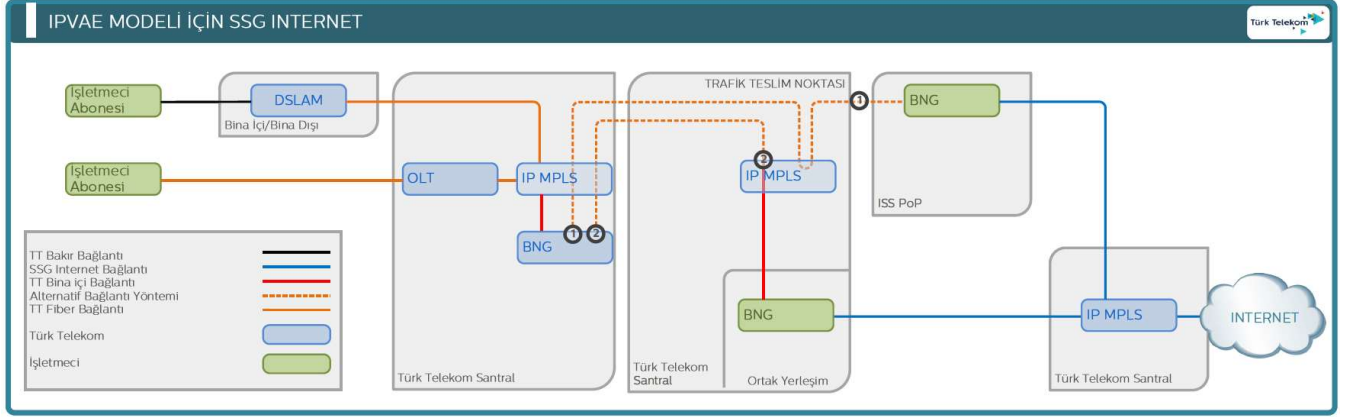 IPVAE MODELİ İÇİN SSG INTERNET
Türk Telekom
İşletmeci
Abonesi
DSLAM
Bina İçi/Bina Dışı
TRAFİK TESLİM NOKTASI
1
BNG
İşletmeci
Abonesi
OLT
IP MPLS
2
IP MPLS
ISS PoP
1
2
BNG
TT Bakır Bağlantı
SSG Internet Bağlantı
TT Bina içi Bağlantı
Alternatif Bağlantı Yöntemi
TT Fiber Bağlantı
Türk Telekom
İşletmeci
Türk Telekom Santral
BNG
Türk Telekom
Santral
Ortak Yerleşim
IP MPLS
INTERNET
Türk Telekom Santral